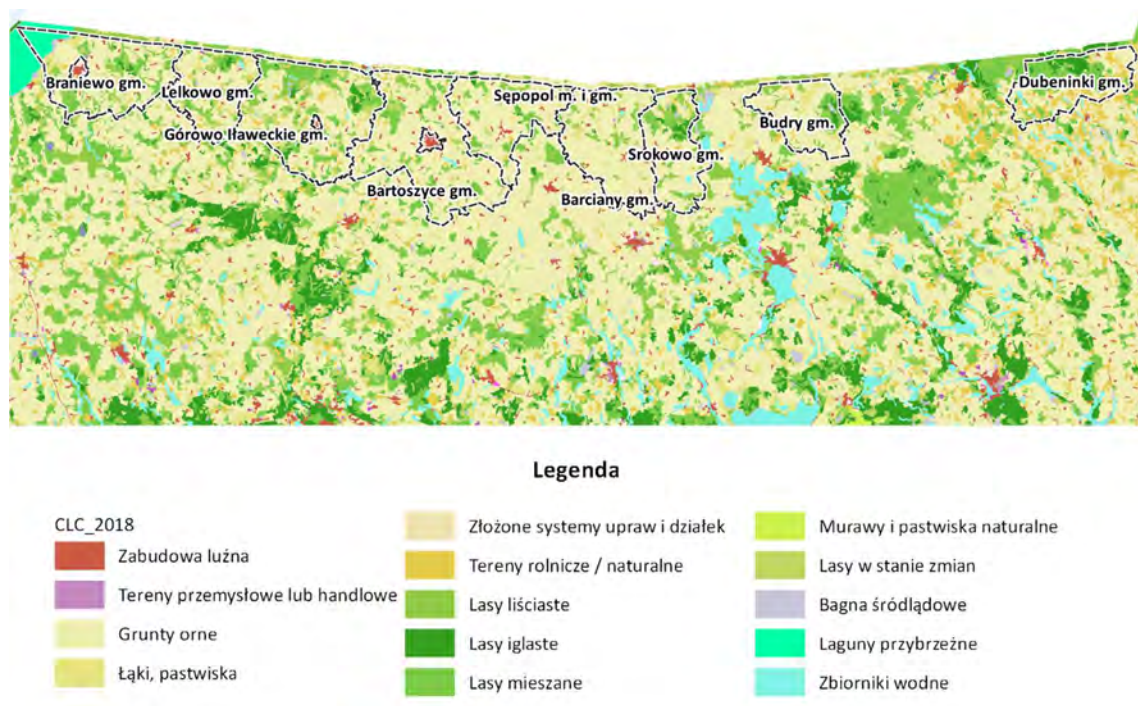 Braniewo gm.
Lelkowo gm.
Górowo Iławeckie gm.
Bartoszyce gm.
Sępopol m. i gm.
Barciany gm.
Srokowo gm.
Budry gm.
Dubeninki gm.
Legenda
CLC_2018
Zabudowa luźna
Tereny przemysłowe lub handlowe
Grunty orne
Łąki, pastwiska
Złożone systemy upraw i działek
Tereny rolnicze / naturalne
Lasy liściaste
Lasy iglaste
Lasy mieszane
Murawy i pastwiska naturalne
Lasy w stanie zmian
Bagna śródlądowe
Laguny przybrzeżne
Zbiorniki wodne